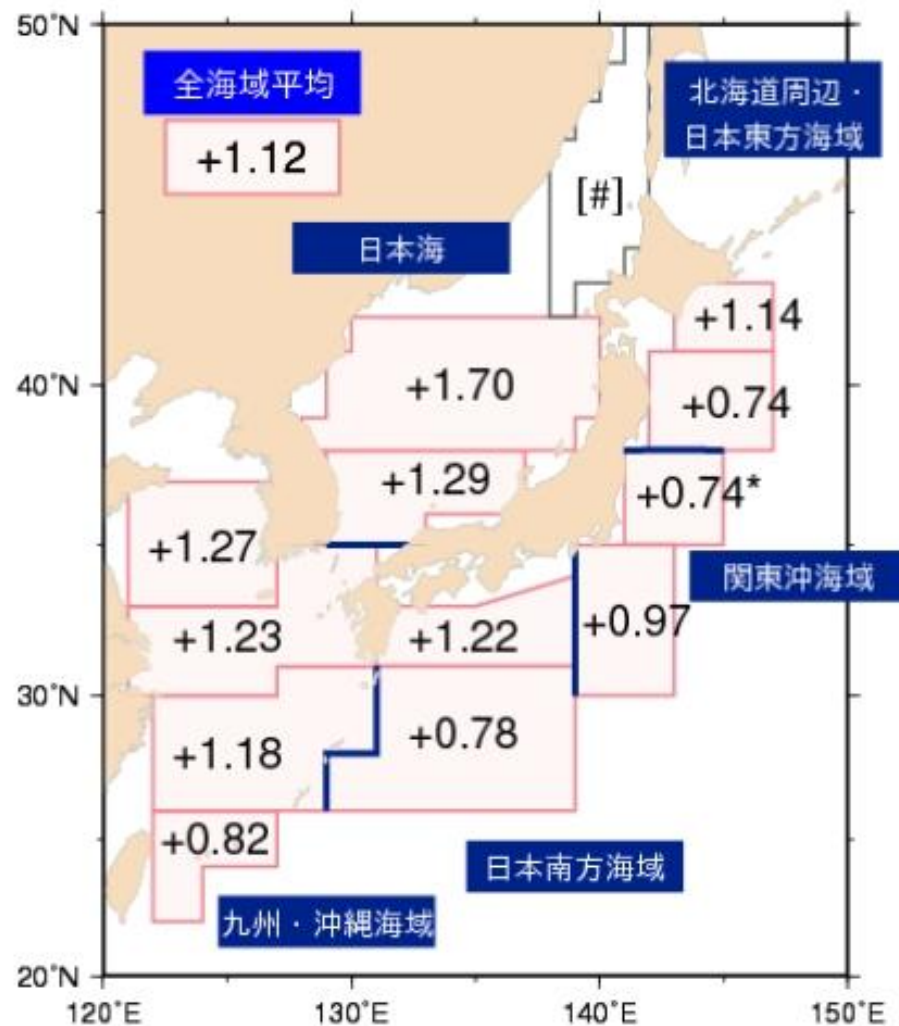 50˚N
全海域平均
+1.12
北海道周辺・
日本東方海域
[#]
日本海
+1.14
40˚N
+1.70
+0.74
+1.29
+0.74*
+1.27
関東沖海域
+0.97
+1.23
+1.22
30˚N
+1.18
+0.78
+0.82
日本南方海域
九州・沖縄海域
20˚N
120˚E
130˚E
140˚E
150˚E